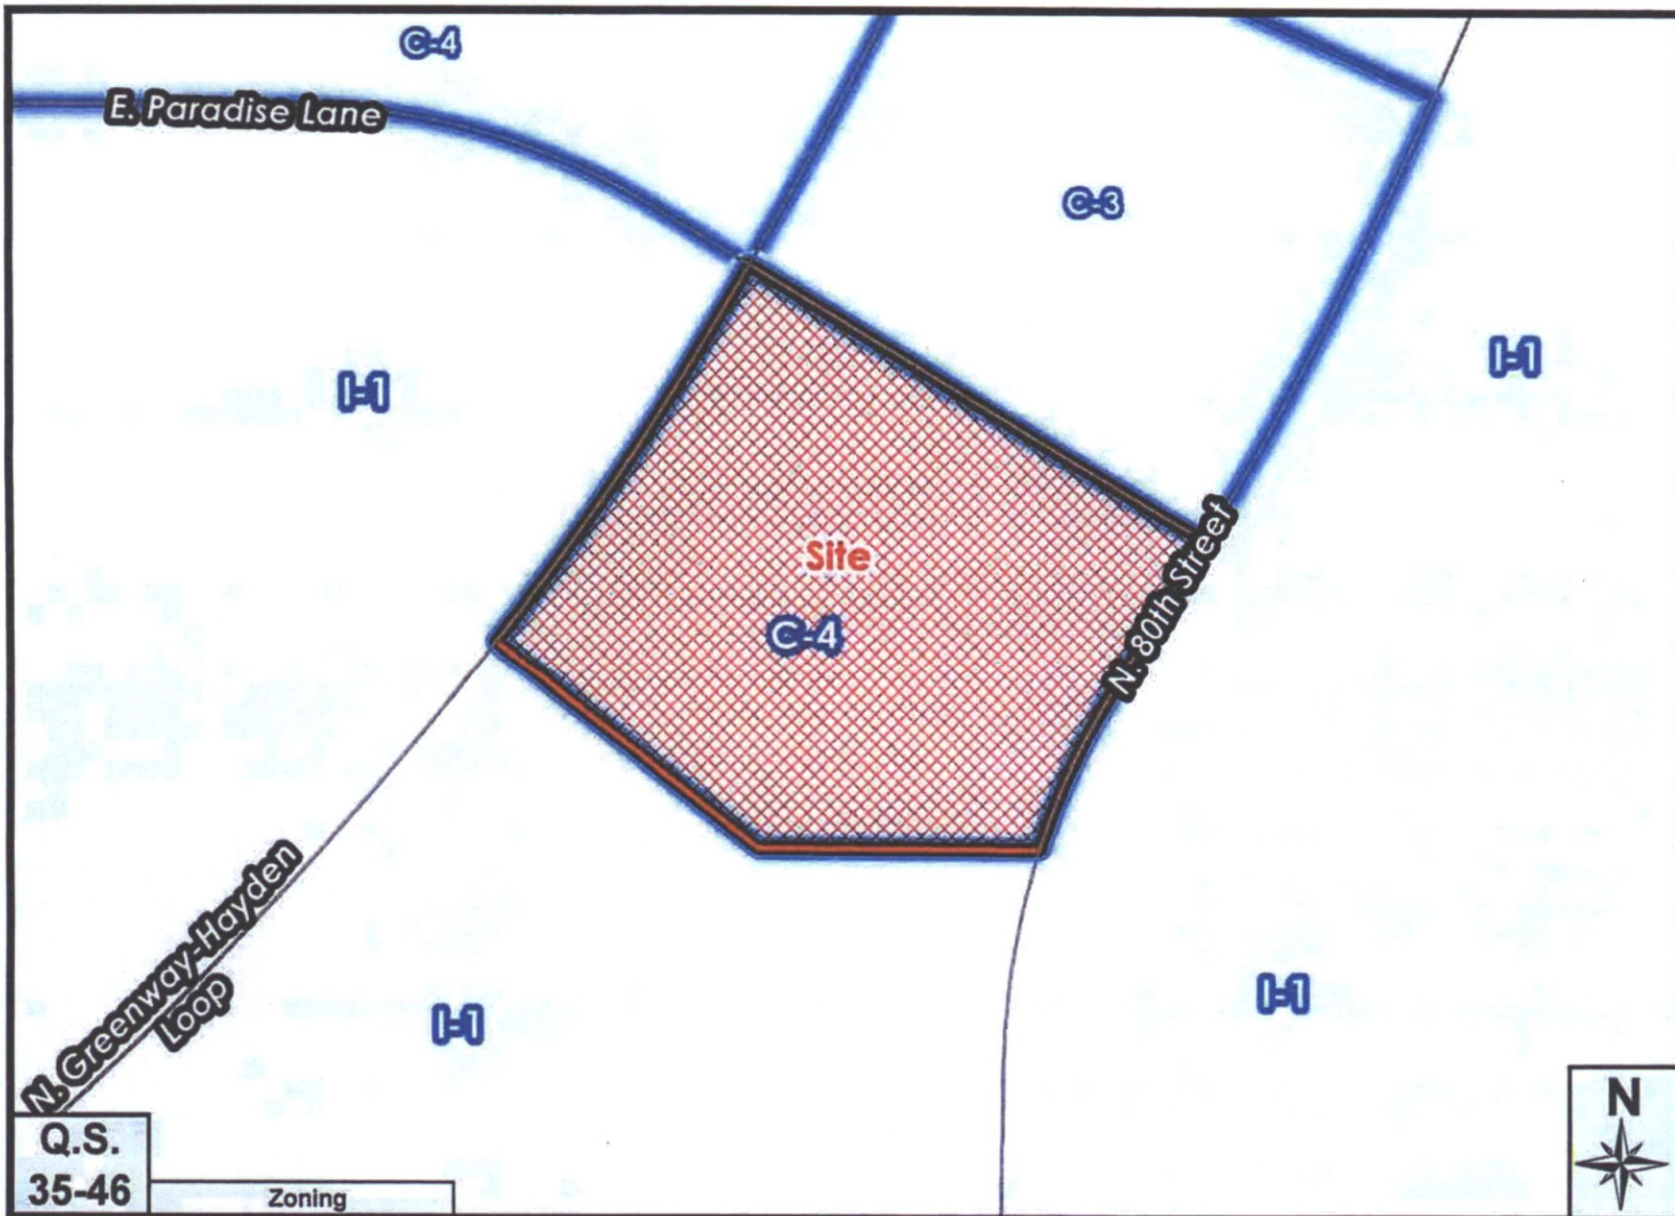 C-4
E. Paradise Lane
C-3
I-1
I-1
Site
C-4
N. 80th Street
N. Greenway-Hayden
Loop
I-1
I-1
Q.S.
35-46
Zoning
N